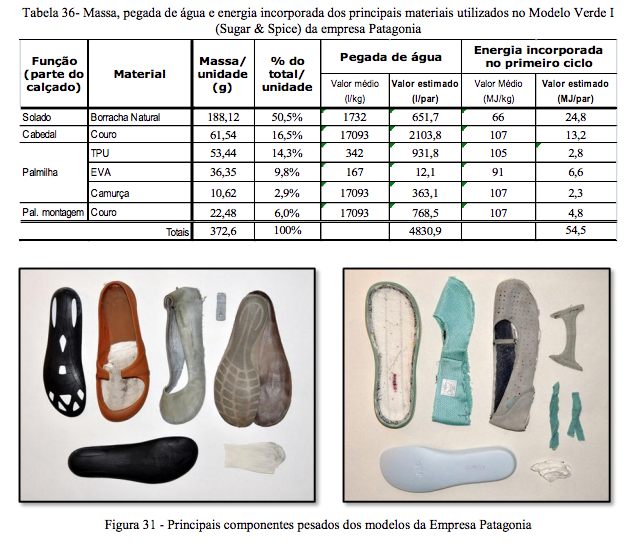 Tabela 36- Massa, pegada de água e energia incorporada dos principais materiais utilizados no Modelo Verde I
(Sugar & Spice) da empresa Patagonia
Função (parte do calçado) Material Massa/ unidade (g) % do total/ unidade Pegada de água Energia incorporada no primeiro ciclo
Valor médio (l/kg) Valor estimado (l/par) Valor Médio (MJ/kg) Valor estimado (MJ/par)
Solado Borracha Natural 188,12 50,5% 1732 651,7 66 24,8
Cabedal Couro 61,54 16,5% 17093 2103,8 107 13,2
Palmilha TPU 53,44 14,3% 342 931,8 105 2,8
EVA 36,35 9,8% 167 12,1 91 6,6
Camurça 10,62 2,9% 17093 363,1 107 2,3
Pal. montagem Couro 22,48 6,0% 17093 768,5 107 4,8
Totais 372,6 100% 4830,9 54,5
Figura 31 - Principais componentes pesados dos modelos da Empresa Patagonia